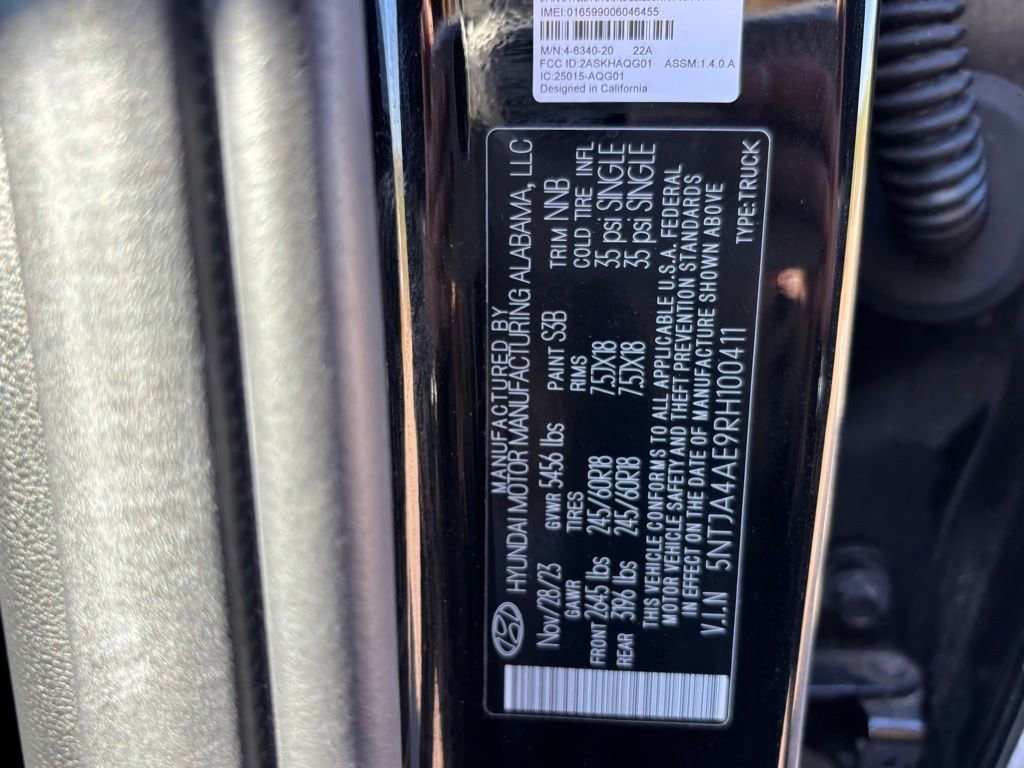 IMEI:016599006046455
M/N:4-6340-20 22A
FCC ID:2ASKHAQG01 ASSM:1.4.0 A
IC:25015-AQG01
Designed in California
MANUFACTURED BY
HYUNDAI MOTOR MANUFACTURING ALABAMA, LLC
Nov/28/23 GVWR 5456 lbs PAINT S3B TRIM NNB
GAWR TIRES RIMS COLD TIRE INFL
FRONT 2645 lbs 245/60R18 7.5JX18 35 psi SINGLE
REAR 3196 lbs 245/60R18 7.5JX18 35 psi SINGLE
THIS VEHICLE CONFORMS TO ALL APPLICABLE U.S.A. FEDERAL
MOTOR VEHICLE SAFETY AND THEFT PREVENTION STANDARDS
IN EFFECT ON THE DATE OF MANUFACTURE SHOWN ABOVE
V.I.N 5NTJA4AE9RH100411 TYPE:TRUCK